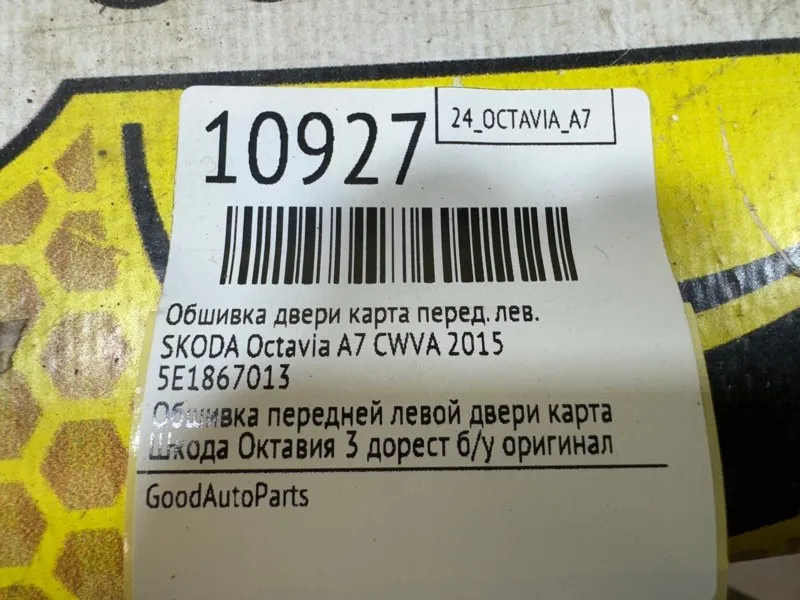 10927
24_OCTAVIA_A7
Обшивка двери карта перед. лев.
SKODA Octavia A7 CWVA 2015
5E1867013
Обшивка передней левой двери карта
Шкода Октавия 3 дорест б/у оригинал
GoodAutoParts